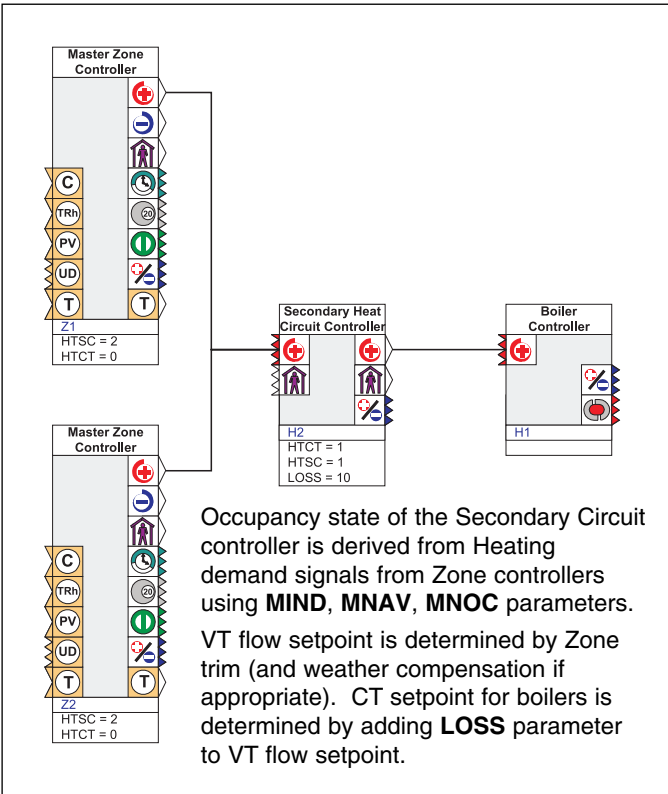 Master Zone
Controller
C
TRh
20
PV
UD
T
T
Z1
HTSC = 2
HTCT = 0
Secondary Heat
Circuit Controller
H2
HTCT = 1
HTSC = 1
LOSS = 10
Boiler
Controller
H1
Master Zone
Controller
C
TRh
20
PV
UD
T
T
Z2
HTSC = 2
HTCT = 0
Occupancy state of the Secondary Circuit
controller is derived from Heating
demand signals from Zone controllers
using MIND, MNAV, MNOC parameters.
VT flow setpoint is determined by Zone
trim (and weather compensation if
appropriate). CT setpoint for boilers is
determined by adding LOSS parameter
to VT flow setpoint.